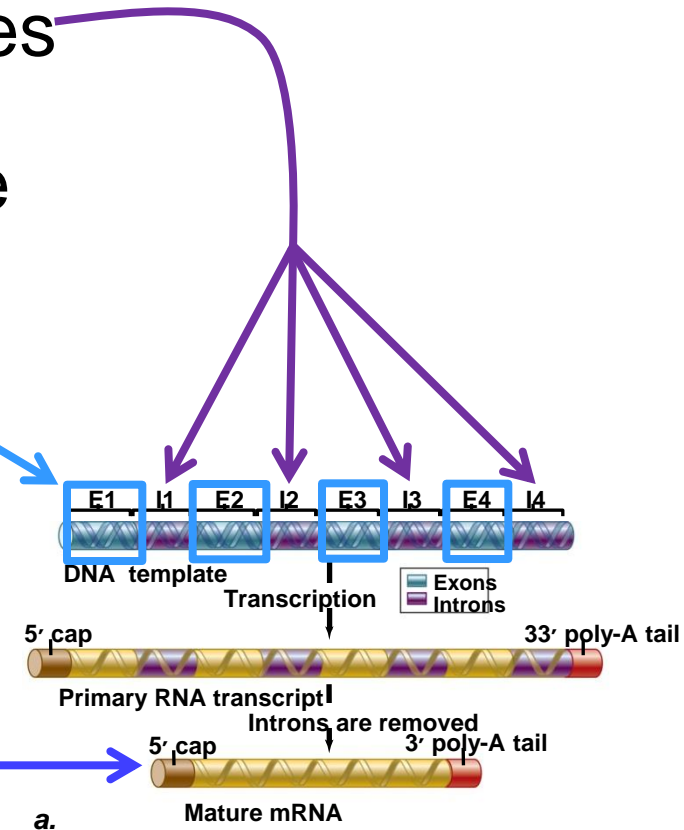 es
e
E1 I1 E2 I2 E3 I3 E4 I4
DNA template
Exons
Introns
Transcription
5′ cap
33′ poly-A tail
Primary RNA transcript
Introns are removed
5′ cap
3′ poly-A tail
Mature mRNA
a.